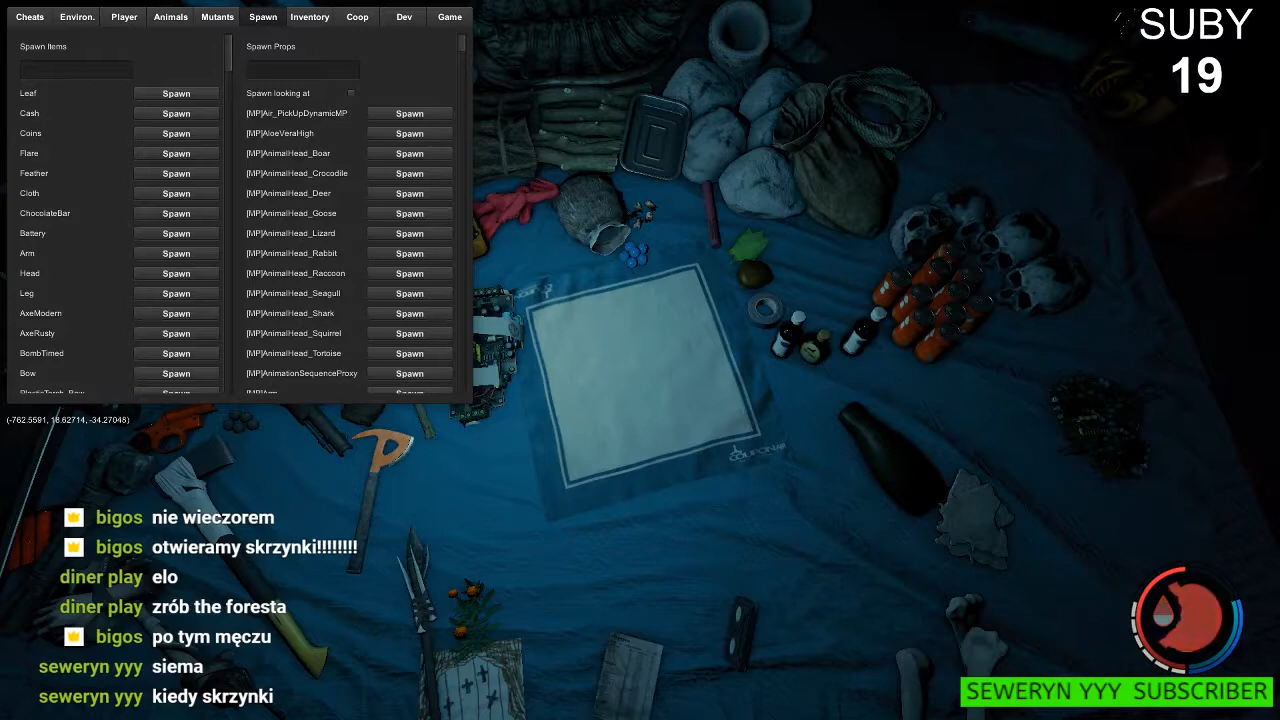 Cheats Environ. Player Animals Mutants Spawn Inventory Coop Dev Game
Spawn Items
Leaf Spawn
Cash Spawn
Coins Spawn
Flare Spawn
Feather Spawn
Cloth Spawn
ChocolateBar Spawn
Battery Spawn
Arm Spawn
Head Spawn
Leg Spawn
AxeModern Spawn
AxeRusty Spawn
BombTimed Spawn
Bow Spawn
Spawn Props
Spawn looking at
[MP]Air_PickUpDynamicMP Spawn
[MP]AloeVeraHigh Spawn
[MP]AnimalHead_Boar Spawn
[MP]AnimalHead_Crocodile Spawn
[MP]AnimalHead_Deer Spawn
[MP]AnimalHead_Goose Spawn
[MP]AnimalHead_Lizard Spawn
[MP]AnimalHead_Rabbit Spawn
[MP]AnimalHead_Raccoon Spawn
[MP]AnimalHead_Seagull Spawn
[MP]AnimalHead_Shark Spawn
[MP]AnimalHead_Squirrel Spawn
[MP]AnimalHead_Tortoise Spawn
[MP]AnimationSequenceProxy Spawn
(-762.5591, 18.62714, -34.27048)
SUBY
19
bigos nie wieczorem
bigos otwieramy skrzynki!!!!!!!!
diner play elo
diner play zrób the foresta
bigos po tym męczu
seweryn yyy siema
seweryn yyy kiedy skrzynki
SEWERYN YYY SUBSCRIBER